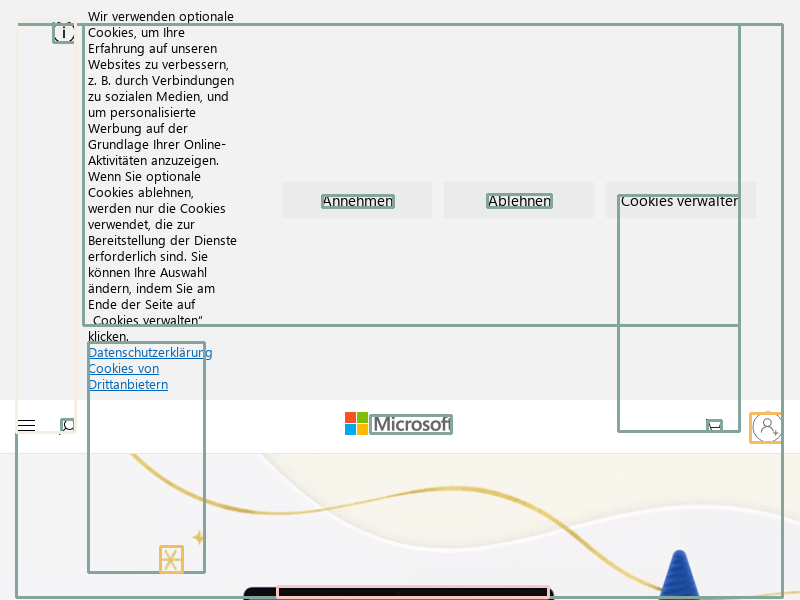 Wir verwenden optionale
Cookies, um Ihre
Erfahrung auf unseren
Websites zu verbessern,
z. B. durch Verbindungen
zu sozialen Medien, und
um personalisierte
Werbung auf der
Grundlage Ihrer Online-
Aktivitäten anzuzeigen.
Wenn Sie optionale
Cookies ablehnen,
werden nur die Cookies
verwendet, die zur
Bereitstellung der Dienste
erforderlich sind. Sie
können Ihre Auswahl
ändern, indem Sie am
Ende der Seite auf
„Cookies verwalten“
klicken.
Datenschutzerklärung
Cookies von
Drittanbietern
Annehmen
Ablehnen
Cookies verwalten
Microsoft